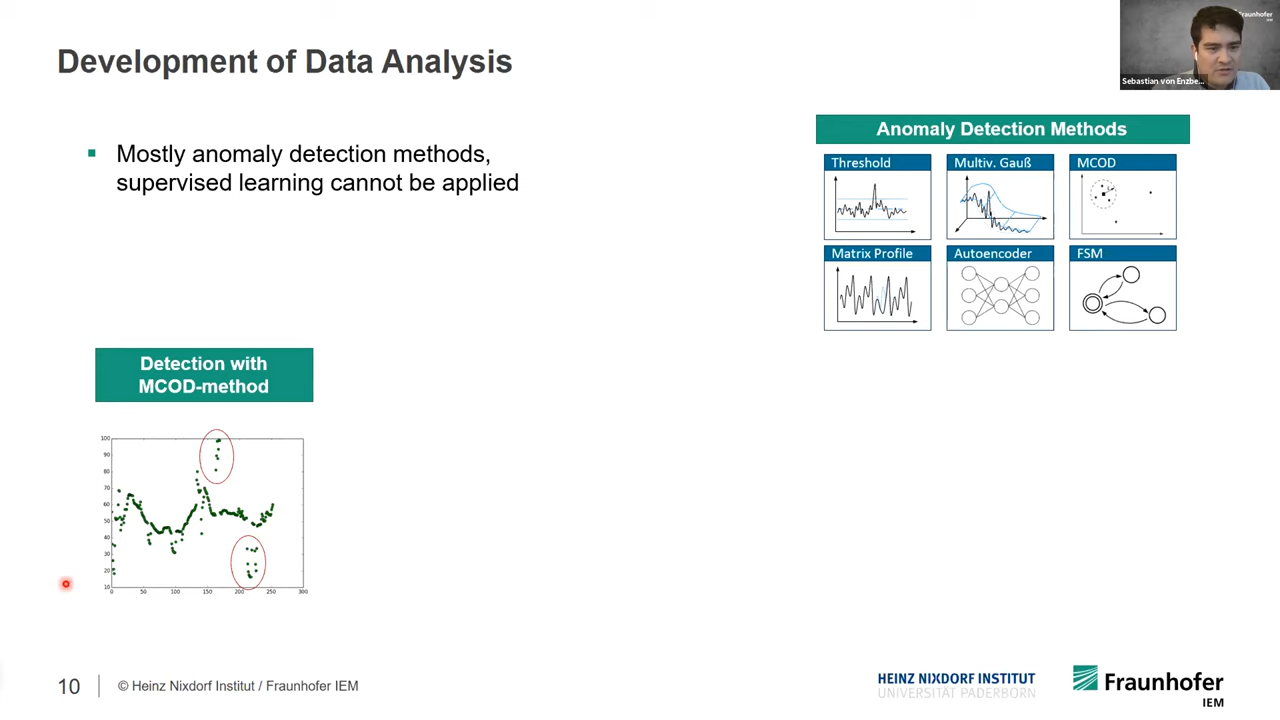 Development of Data Analysis
Fraunhofer
IEM
Sebastian von Enzbe...
Mostly anomaly detection methods,
supervised learning cannot be applied
Anomaly Detection Methods
Threshold
Multiv. Gauß
MCOD
Matrix Profile
Autoencoder
FSM
Detection with
MCOD-method
100
90
80
70
60
50
40
30
20
10
0 50 100 150 200 250 300
10
© Heinz Nixdorf Institut / Fraunhofer IEM
HEINZ NIXDORF INSTITUT
UNIVERSITÄT PADERBORN
Fraunhofer
IEM